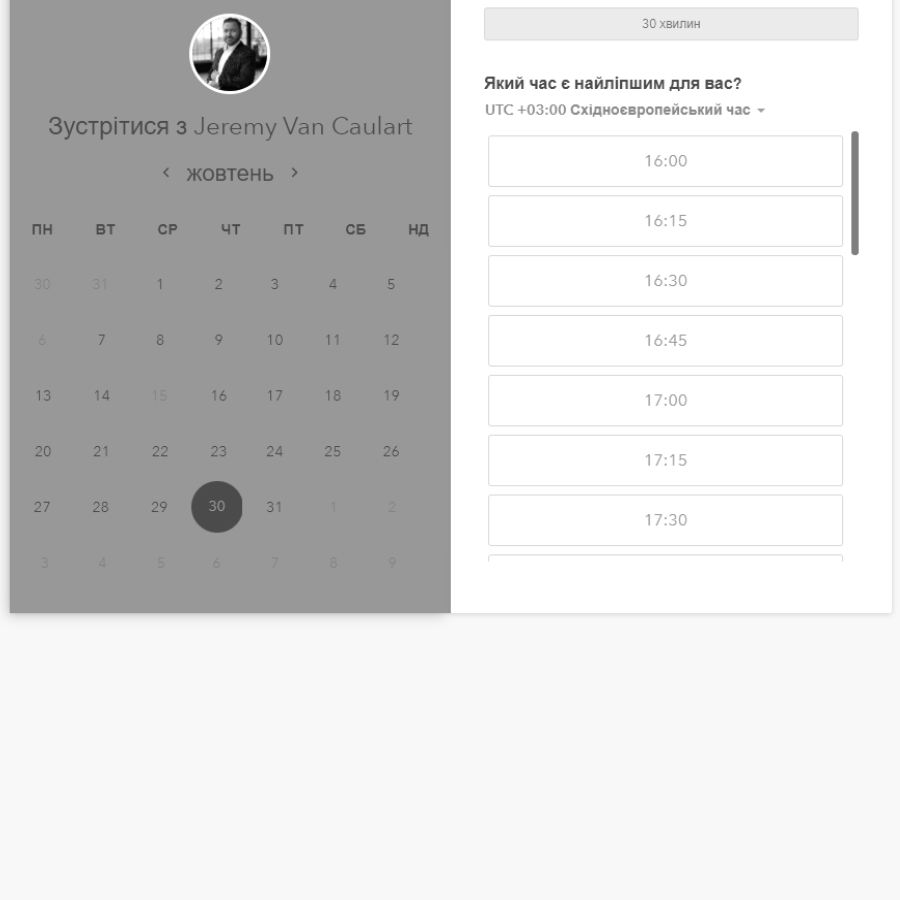 Зустрітися з Jeremy Van Caulart
жовтень
ПН ВТ СР ЧТ ПТ СБ НД
30 31 1 2 3 4 5
6 7 8 9 10 11 12
13 14 15 16 17 18 19
20 21 22 23 24 25 26
27 28 29 30 31 1 2
3 4 5 6 7 8 9
30 хвилин
Який час є найліпшим для вас?
UTC +03:00 Східноєвропейський час
16:00
16:15
16:30
16:45
17:00
17:15
17:30